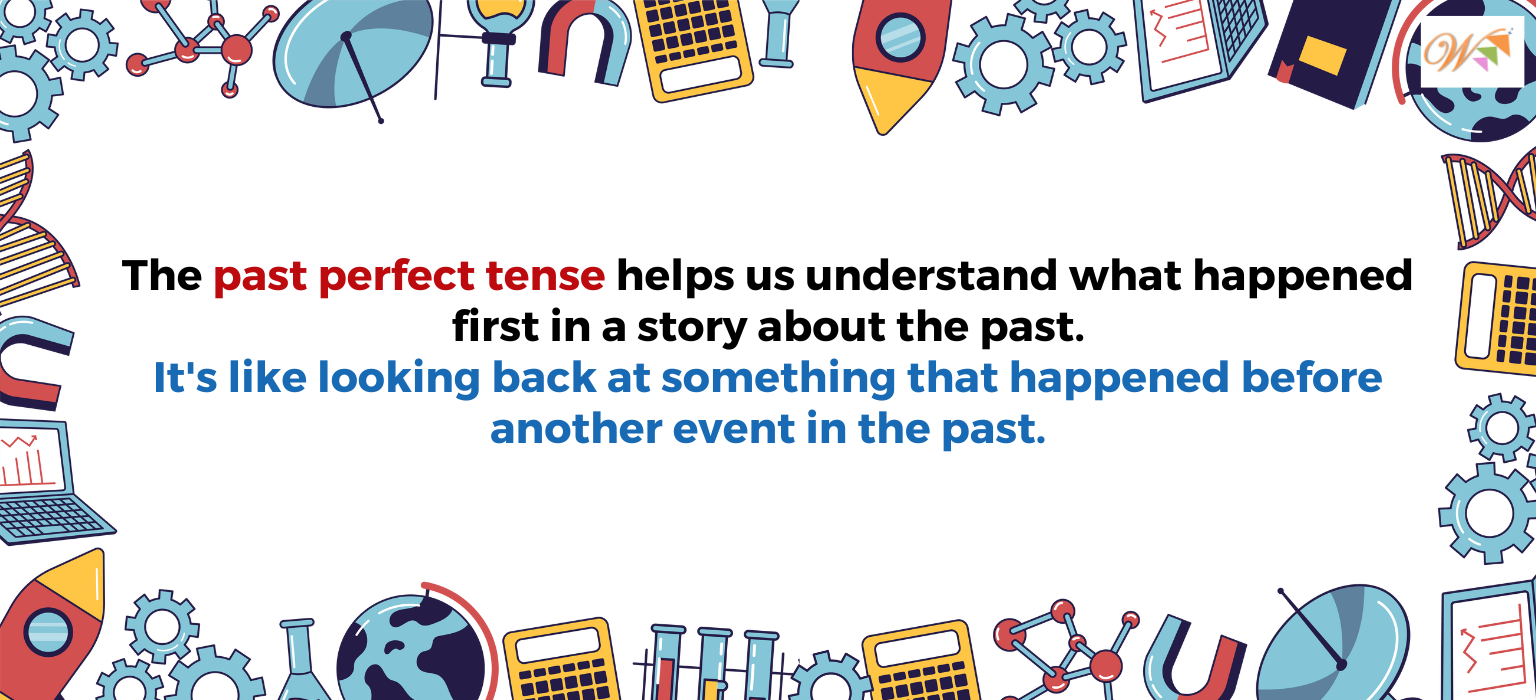 W
The past perfect tense helps us understand what happened
first in a story about the past.
It's like looking back at something that happened before
another event in the past.